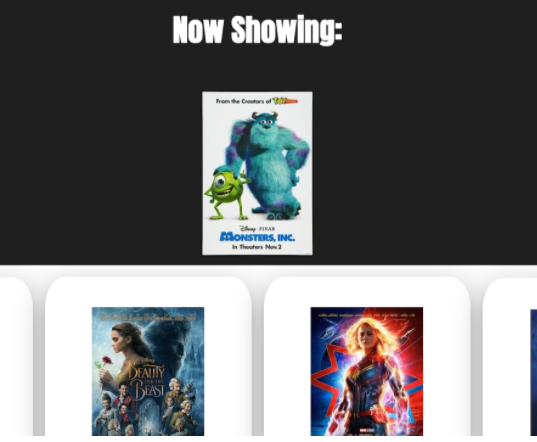 Now Showing:
From the Creators of TOY STORY
Disney · PIXAR
MONSTERS, INC.
In Theaters Nov.2
Disney
BEAUTY
AND THE
BEAST